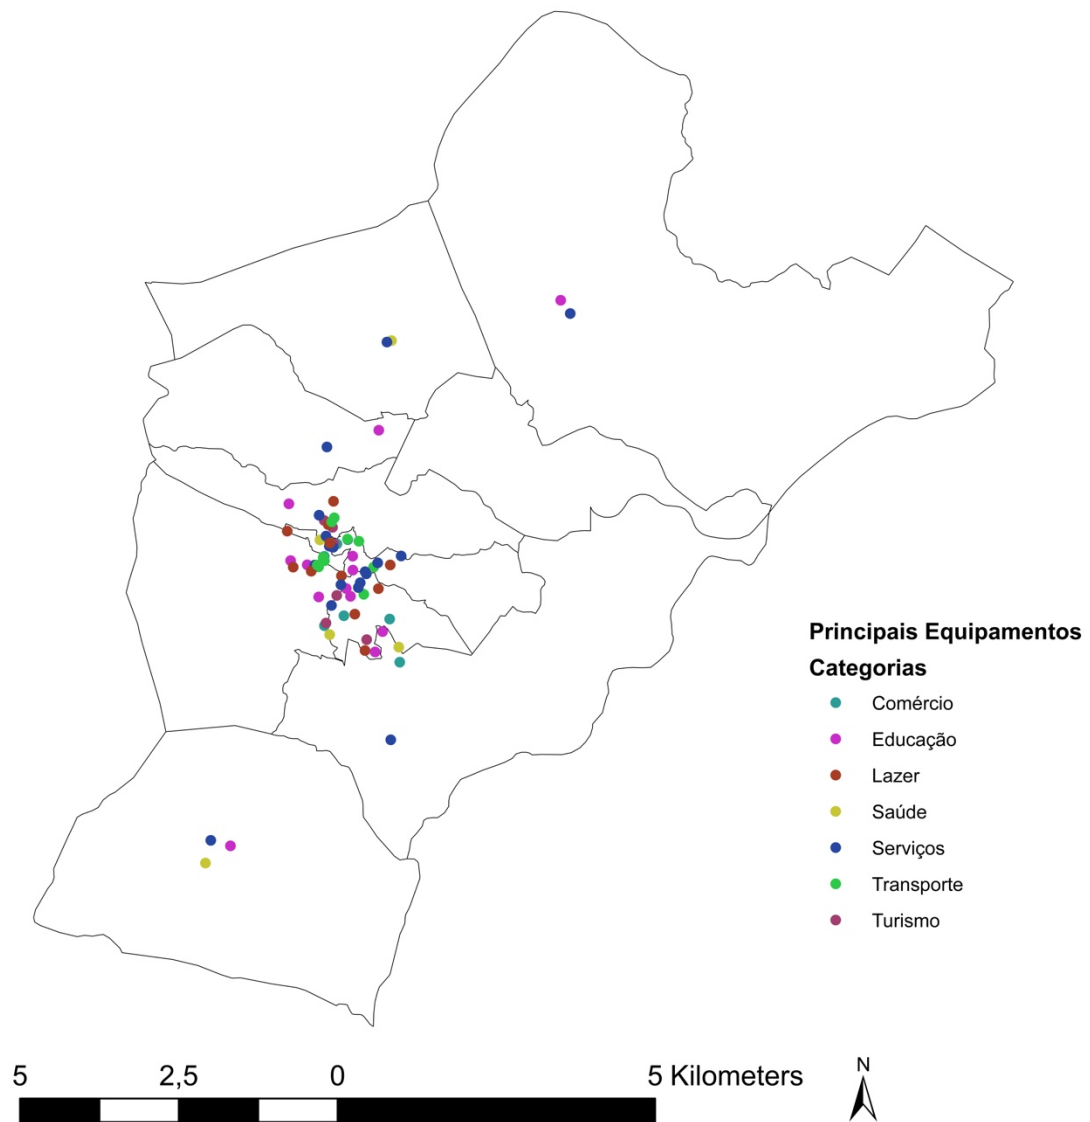 Principais Equipamentos
Categorias
Comércio
Educação
Lazer
Saúde
Serviços
Transporte
Turismo
5 2,5 0 5 Kilometers
N